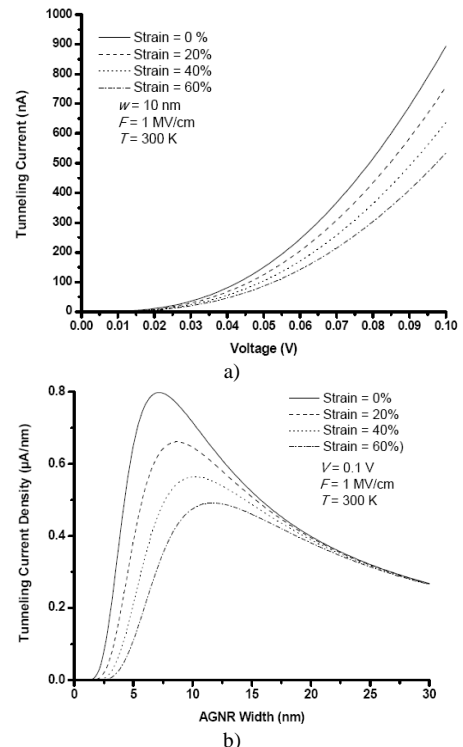 a)
Strain = 0 %
Strain = 20%
Strain = 40%
Strain = 60%
w = 10 nm
F = 1 MV/cm
T = 300 K
Tunneling Current (nA)
1000
900
800
700
600
500
400
300
200
100
0
0.00 0.01 0.02 0.03 0.04 0.05 0.06 0.07 0.08 0.09 0.10
Voltage (V)
a)
Strain = 0%
Strain = 20%
Strain = 40%
Strain = 60%)
V = 0.1 V
F = 1 MV/cm
T = 300 K
Tunneling Current Density (µA/nm)
0.8
0.6
0.4
0.2
0.0
0 5 10 15 20 25 30
AGNR Width (nm)
b)